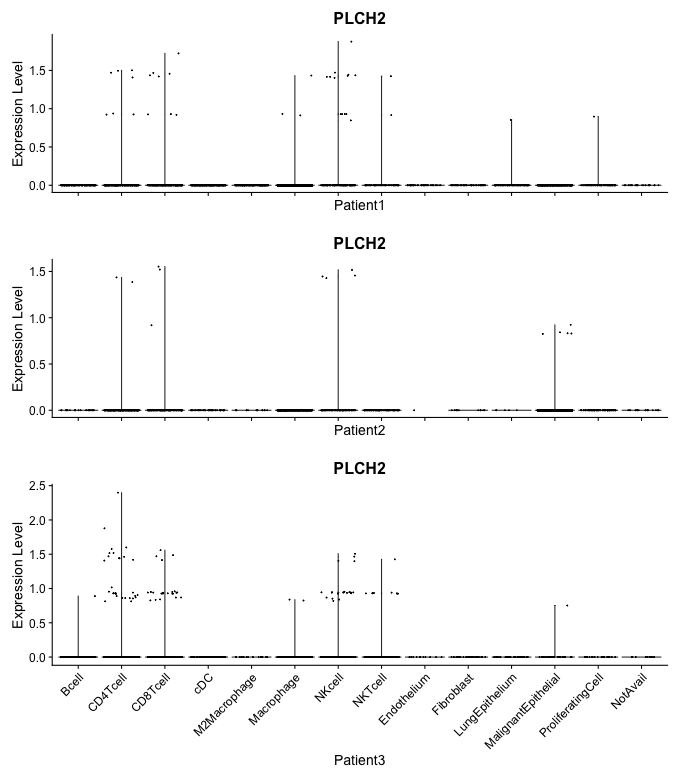 PLCH2
Expression Level
1.5
1.0
0.5
0.0
Patient1
PLCH2
Expression Level
1.5
1.0
0.5
0.0
Patient2
PLCH2
Expression Level
2.5
2.0
1.5
1.0
0.5
0.0
Bcell
CD4Tcell
CD8Tcell
cDC
M2Macrophage
Macrophage
NKcell
NKTcell
Endothelium
Fibroblast
LungEpithelium
MalignantEpithelial
ProliferatingCell
NotAvail
Patient3